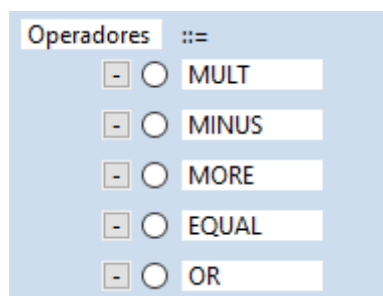 Operadores ::=
- MULT
- MINUS
- MORE
- EQUAL
- OR